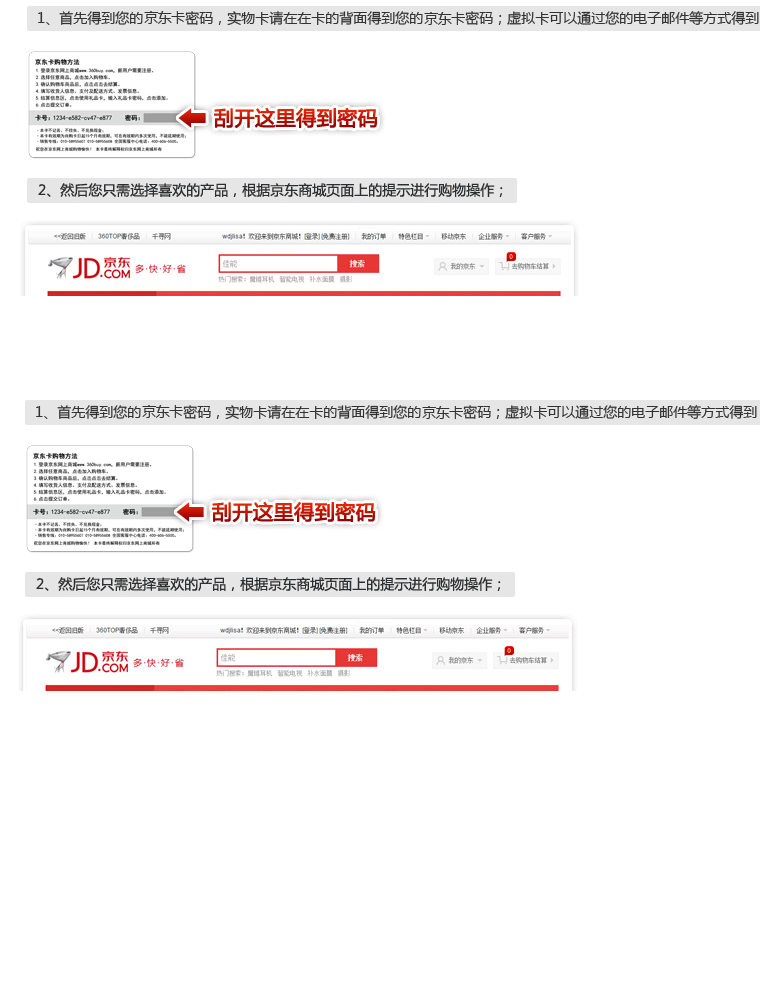 1、首先得到您的京东卡密码，实物卡请在在卡的背面得到您的京东卡密码；虚拟卡可以通过您的电子邮件等方式得到
京东卡购物方法
1. 登录京东网上商城www.360buy.com，新用户需要注册。
2. 选择任意商品，点击加入购物车。
3. 确认购物车商品后，点击点击去结算。
4. 填写收货人信息、支付及配送方式、发票信息。
5. 结算信息区，点击使用礼品卡，输入礼品卡密码，点击添加。
6. 点击提交订单。
卡号：1234-e582-cv47-e877 密码：
刮开这里得到密码
2、然后您只需选择喜欢的产品，根据京东商城页面上的提示进行购物操作；
<<返回旧版 360TOP奢侈品 千寻网 wdjlisa！欢迎来到京东商城！[登录] [免费注册] 我的订单 特色栏目 移动京东 企业服务 客户服务
JD.COM 京东 多·快·好·省
佳能 搜索
我的京东 0 去购物车结算
热门搜索： 魔声耳机 智能电视 补水面膜 摄影
1、首先得到您的京东卡密码，实物卡请在在卡的背面得到您的京东卡密码；虚拟卡可以通过您的电子邮件等方式得到
京东卡购物方法
1. 登录京东网上商城www.360buy.com，新用户需要注册。
2. 选择任意商品，点击加入购物车。
3. 确认购物车商品后，点击点击去结算。
4. 填写收货人信息、支付及配送方式、发票信息。
5. 结算信息区，点击使用礼品卡，输入礼品卡密码，点击添加。
6. 点击提交订单。
卡号：1234-e582-cv47-e877 密码：
刮开这里得到密码
2、然后您只需选择喜欢的产品，根据京东商城页面上的提示进行购物操作；
<<返回旧版 360TOP奢侈品 千寻网 wdjlisa！欢迎来到京东商城！[登录] [免费注册] 我的订单 特色栏目 移动京东 企业服务 客户服务
JD.COM 京东 多·快·好·省
佳能 搜索
我的京东 0 去购物车结算
热门搜索： 魔声耳机 智能电视 补水面膜 摄影